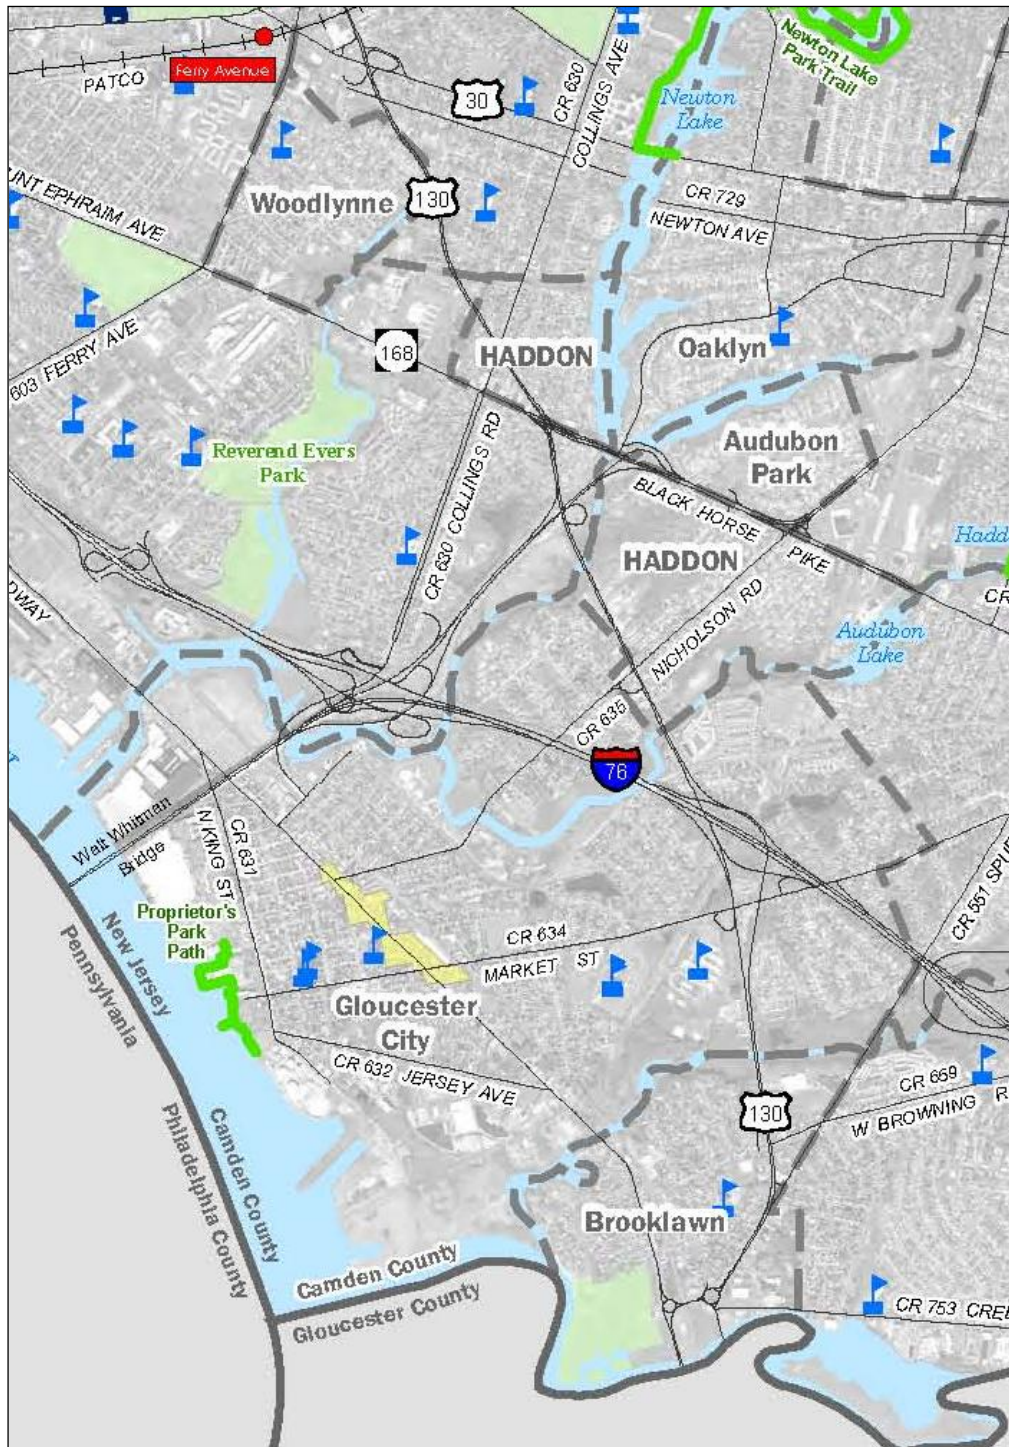 Ferry Avenue
PATCO
30
CR 630
COLLINGS AVE
Newton
Lake
Newton Lake
Park Trail
UNT EPHRAIM AVE
Woodlynne
130
CR 729
NEWTON AVE
603 FERRY AVE
168
HADDON
Oaklyn
Reverend Evers
Park
CR 630 COLLINGS RD
Audubon
Park
BLACK HORSE PIKE
HADDON
Hadd
CR
DWAY
NICHOLSON RD
CR 635
Audubon
Lake
76
Walt Whitman
Bridge
N KING ST
CR 631
CR 551 SPUR
Proprietor's
Park
Path
New Jersey
Pennsylvania
CR 634
MARKET ST
Gloucester
City
CR 632 JERSEY AVE
CR 659
W BROWNING R
130
Camden County
Philadelphia County
Brooklawn
Camden County
Gloucester County
CR 753 CREE